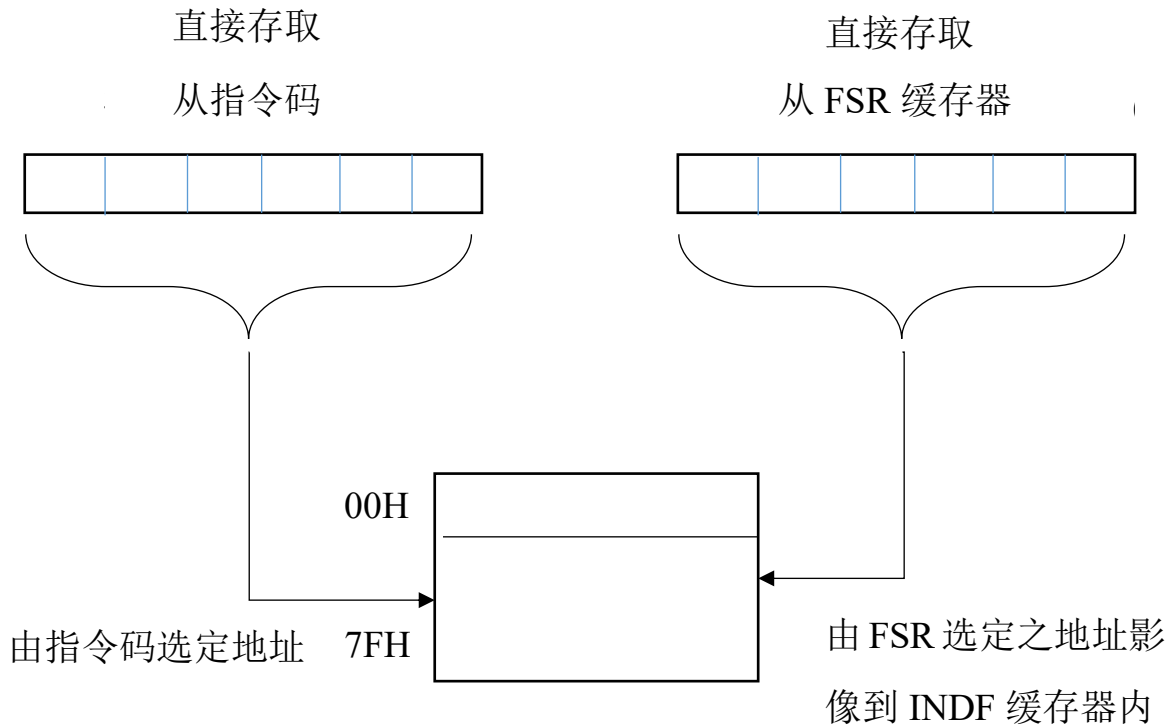 直接存取
从指令码
直接存取
从 FSR 缓存器
00H
由指令码选定地址 7FH
由 FSR 选定之地址影
像到 INDF 缓存器内